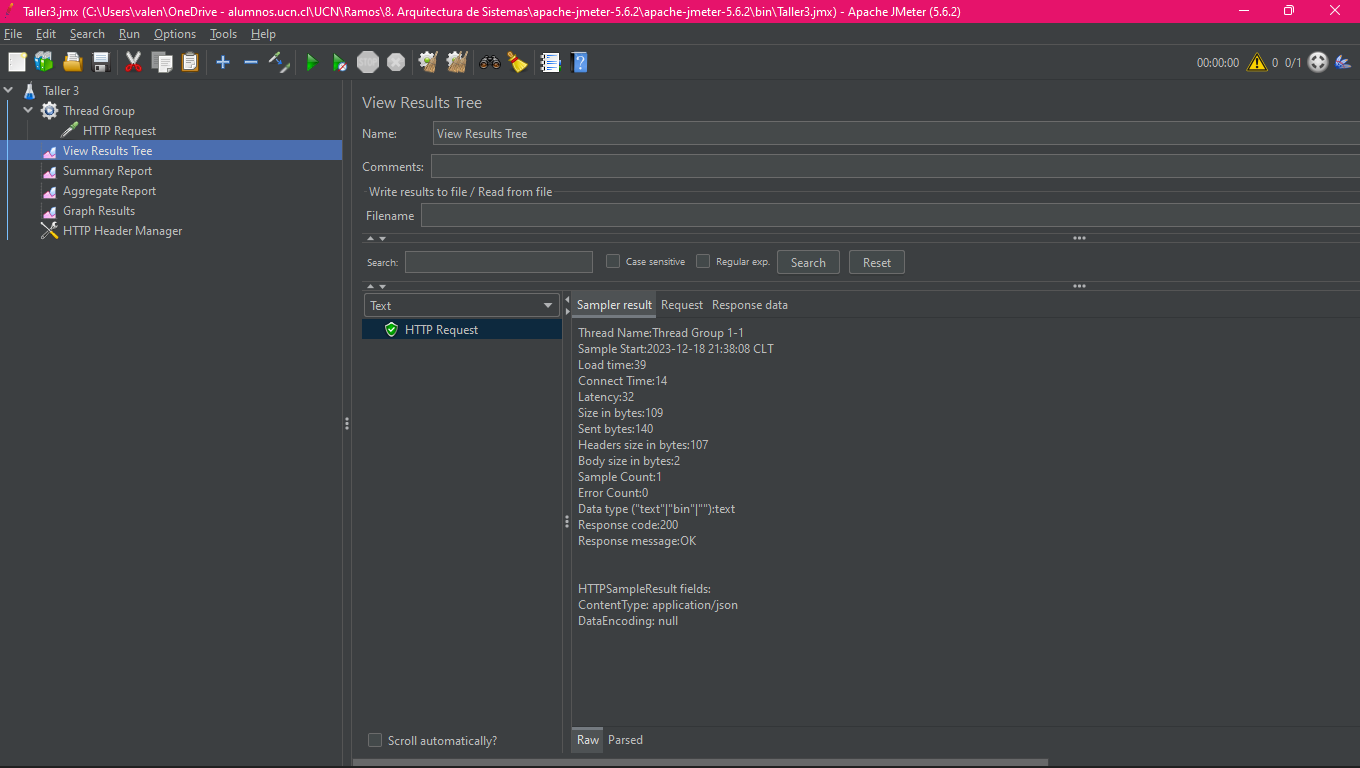 Taller3.jmx (C:\Users\valen\OneDrive - alumnos.ucn.cl\UCN\Ramos\8. Arquitectura de Sistemas\apache-jmeter-5.6.2\apache-jmeter-5.6.2\bin\Taller3.jmx) - Apache JMeter (5.6.2)
File Edit Search Run Options Tools Help
STOP 00:00:00 0 0/1
Taller 3
Thread Group
HTTP Request
View Results Tree
Summary Report
Aggregate Report
Graph Results
HTTP Header Manager
View Results Tree
Name: View Results Tree
Comments:
Write results to file / Read from file
Filename
Search: Case sensitive Regular exp. Search Reset
Text
HTTP Request
Scroll automatically?
Sampler result Request Response data
Thread Name:Thread Group 1-1
Sample Start:2023-12-18 21:38:08 CLT
Load time:39
Connect Time:14
Latency:32
Size in bytes:109
Sent bytes:140
Headers size in bytes:107
Body size in bytes:2
Sample Count:1
Error Count:0
Data type ("text"|"bin"|""):text
Response code:200
Response message:OK
HTTPSampleResult fields:
ContentType: application/json
DataEncoding: null
Raw Parsed